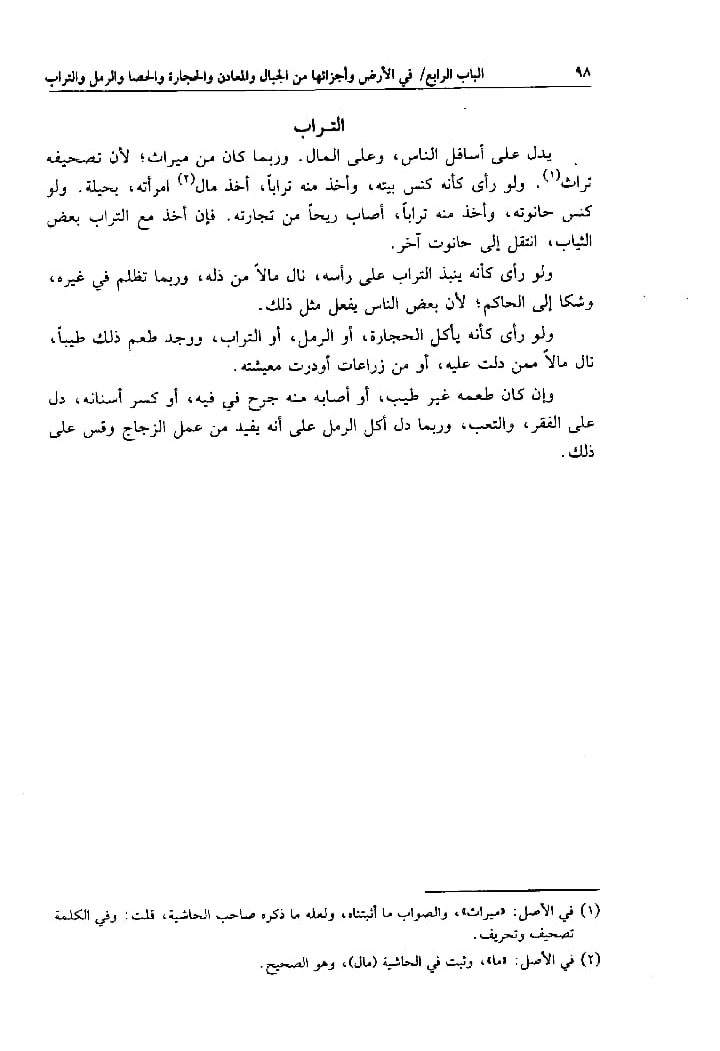 ٩٨ الباب الرابع/ في الأرض وأجزائها من الجبال والمعادن والحجارة والحصا والرمل والتراب
التراب
يدل على أسافل الناس، وعلى المال. وربما كان من ميراث؛ لأن تصحيفه
تراث(١). ولو رأى كأنه كنس بيته، وأخذ منه تراباً، أخذ مال(٢) امرأته، بحيلة. ولو
كنس حانوته، وأخذ منه تراباً، أصاب ربحاً من تجارته. فإن أخذ مع التراب بعض
الثياب، انتقل إلى حانوت آخر.
ولو رأى كأنه ينبذ التراب على رأسه، نال مالاً من ذله، وربما تظلم في غيره،
وشكا إلى الحاكم؛ لأن بعض الناس يفعل مثل ذلك.
ولو رأى كأنه يأكل الحجارة، أو الرمل، أو التراب، ووجد طعم ذلك طيباً،
نال مالاً ممن دلت عليه، أو من زراعات أودرت معيشته.
وإن كان طعمه غير طيب، أو أصابه منه جرح في فيه، أو كسر أسنانه، دل
على الفقر، والتعب، وربما دل أكل الرمل على أنه يفيد من عمل الزجاج وقس على
ذلك.
(١) في الأصل: «ميراث»، والصواب ما أثبتناه، ولعله ما ذكره صاحب الحاشية، قلت: وفي الكلمة
تصحيف وتحريف.
(٢) في الأصل: «ما»، وثبت في الحاشية (مال)، وهو الصحيح.